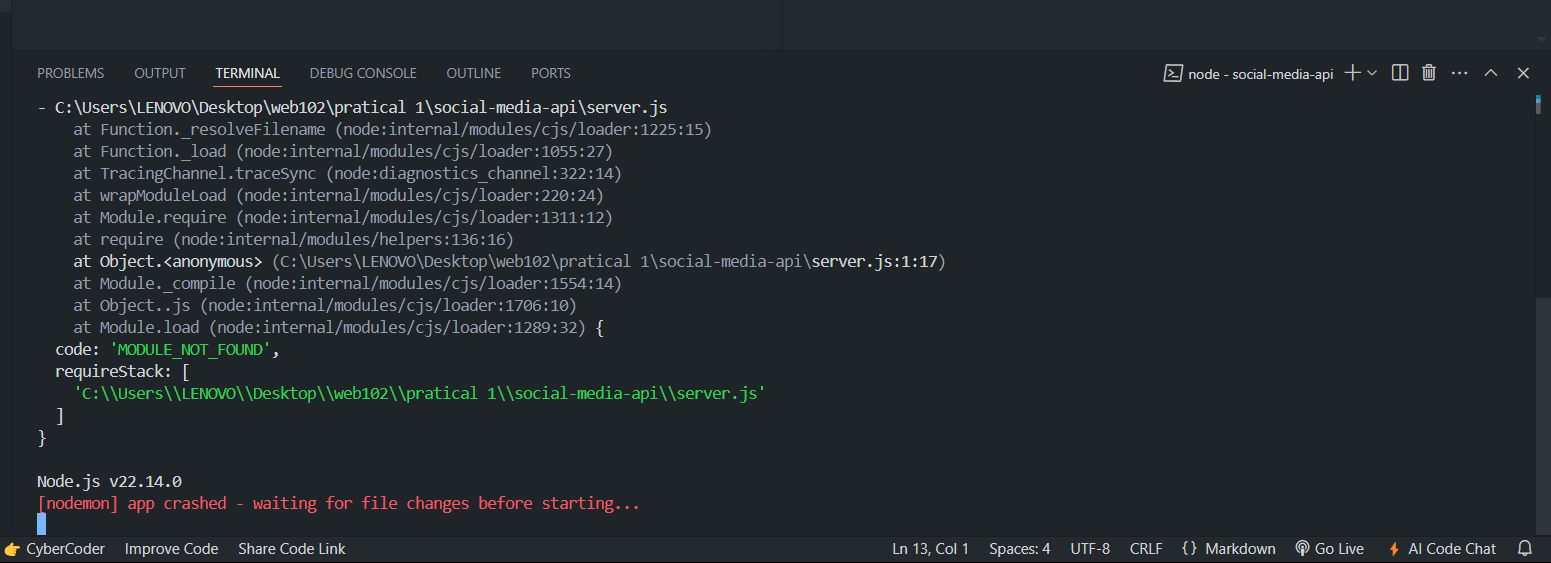 PROBLEMS OUTPUT TERMINAL DEBUG CONSOLE OUTLINE PORTS node - social-media-api
- C:\Users\LENOVO\Desktop\web102\pratical 1\social-media-api\server.js
at Function._resolveFilename (node:internal/modules/cjs/loader:1225:15)
at Function._load (node:internal/modules/cjs/loader:1055:27)
at TracingChannel.traceSync (node:diagnostics_channel:322:14)
at wrapModuleLoad (node:internal/modules/cjs/loader:220:24)
at Module.require (node:internal/modules/cjs/loader:1311:12)
at require (node:internal/modules/helpers:136:16)
at Object.<anonymous> (C:\Users\LENOVO\Desktop\web102\pratical 1\social-media-api\server.js:1:17)
at Module._compile (node:internal/modules/cjs/loader:1554:14)
at Object..js (node:internal/modules/cjs/loader:1706:10)
at Module.load (node:internal/modules/cjs/loader:1289:32) {
code: 'MODULE_NOT_FOUND',
requireStack: [
'C:\\Users\\LENOVO\\Desktop\\web102\\pratical 1\\social-media-api\\server.js'
]
}
Node.js v22.14.0
[nodemon] app crashed - waiting for file changes before starting...
👉 CyberCoder Improve Code Share Code Link Ln 13, Col 1 Spaces: 4 UTF-8 CRLF {} Markdown Go Live AI Code Chat